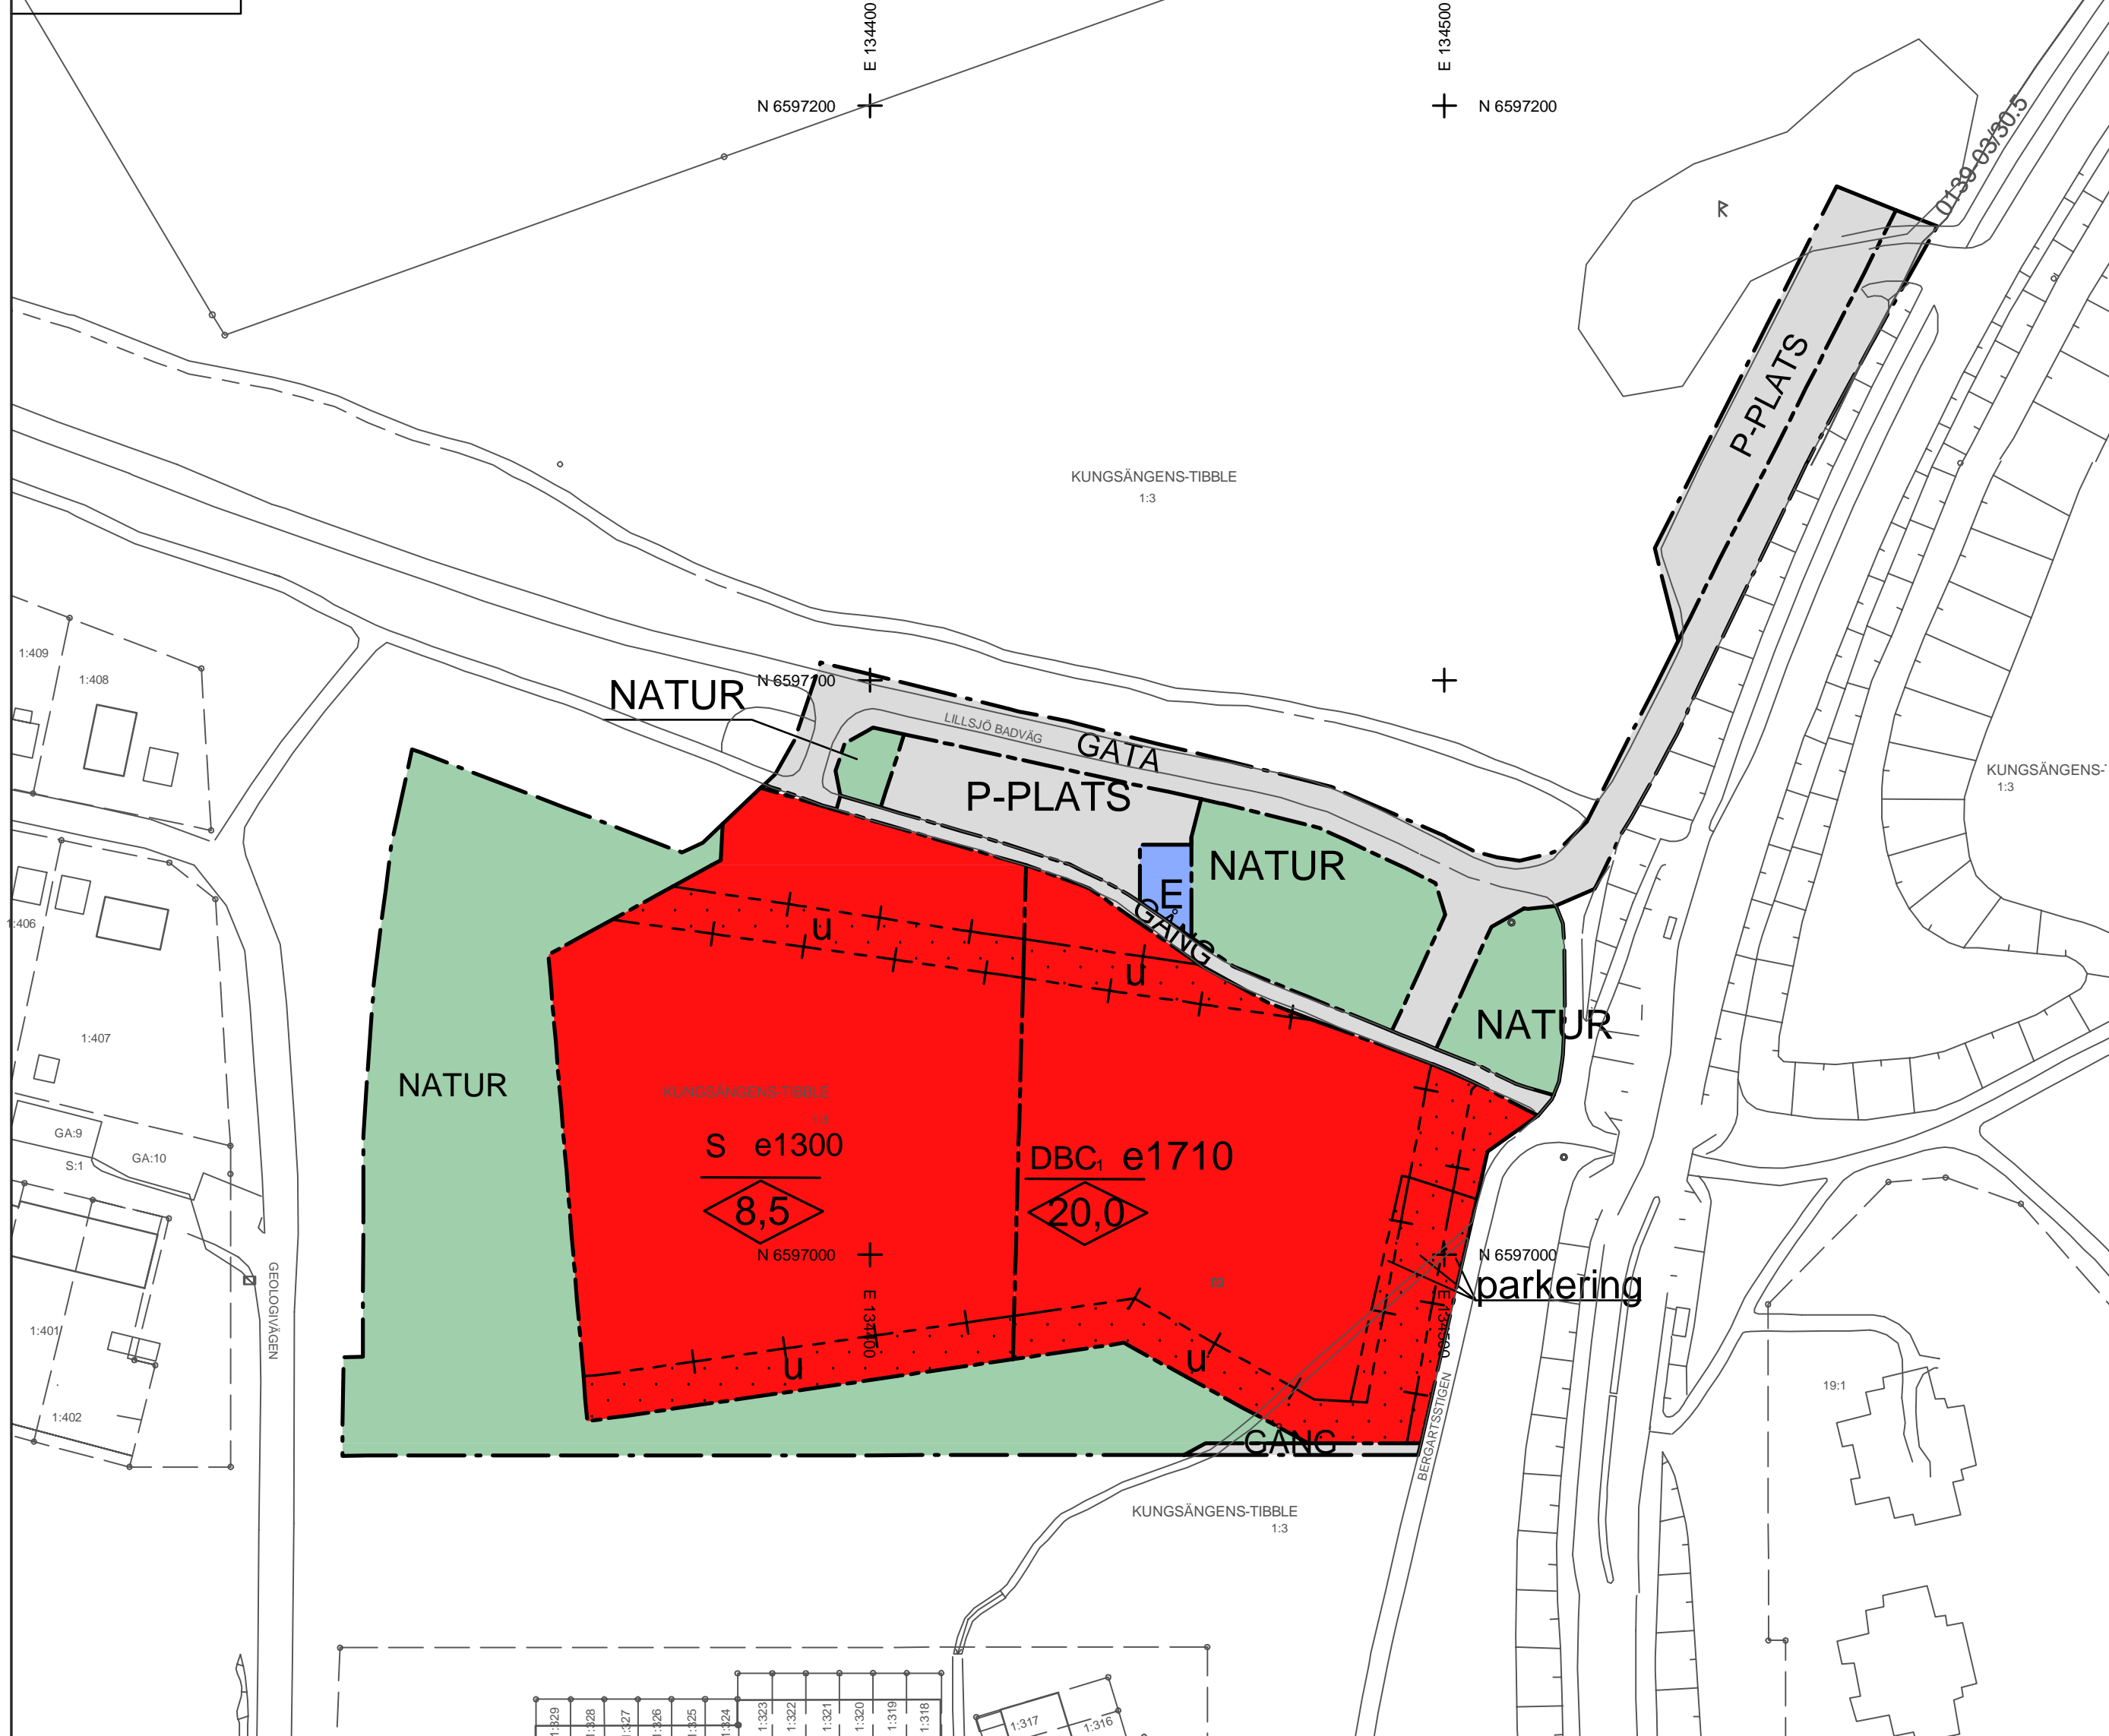 E 134400
E 134500
N 6597200
N 6597200
0139-03/30.5
R
P-PLATS
KUNGSÄNGENS-TIBBLE
1:3
1:409
1:408
NATUR
N 6597100
LILLSJÖ BADVÄG
GATA
P-PLATS
KUNGSÄNGENS-T
1:3
NATUR
E
GÅNG
u
u
1:406
NATUR
1:407
NATUR
KUNGSÄNGENS-TIBBLE
1:3
GA:9
GA:10
S:1
S e1300
8,5
DBC1 e1710
20,0
N 6597000
N 6597000
parkering
E 134400
E 134500
GEOLOGIVÄGEN
1:401
u
u
19:1
1:402
BERGARTSSTIGEN
GÅNG
KUNGSÄNGENS-TIBBLE
1:3
1:329
1:328
1:327
1:326
1:325
1:324
1:323
1:322
1:321
1:320
1:319
1:318
1:317
1:316